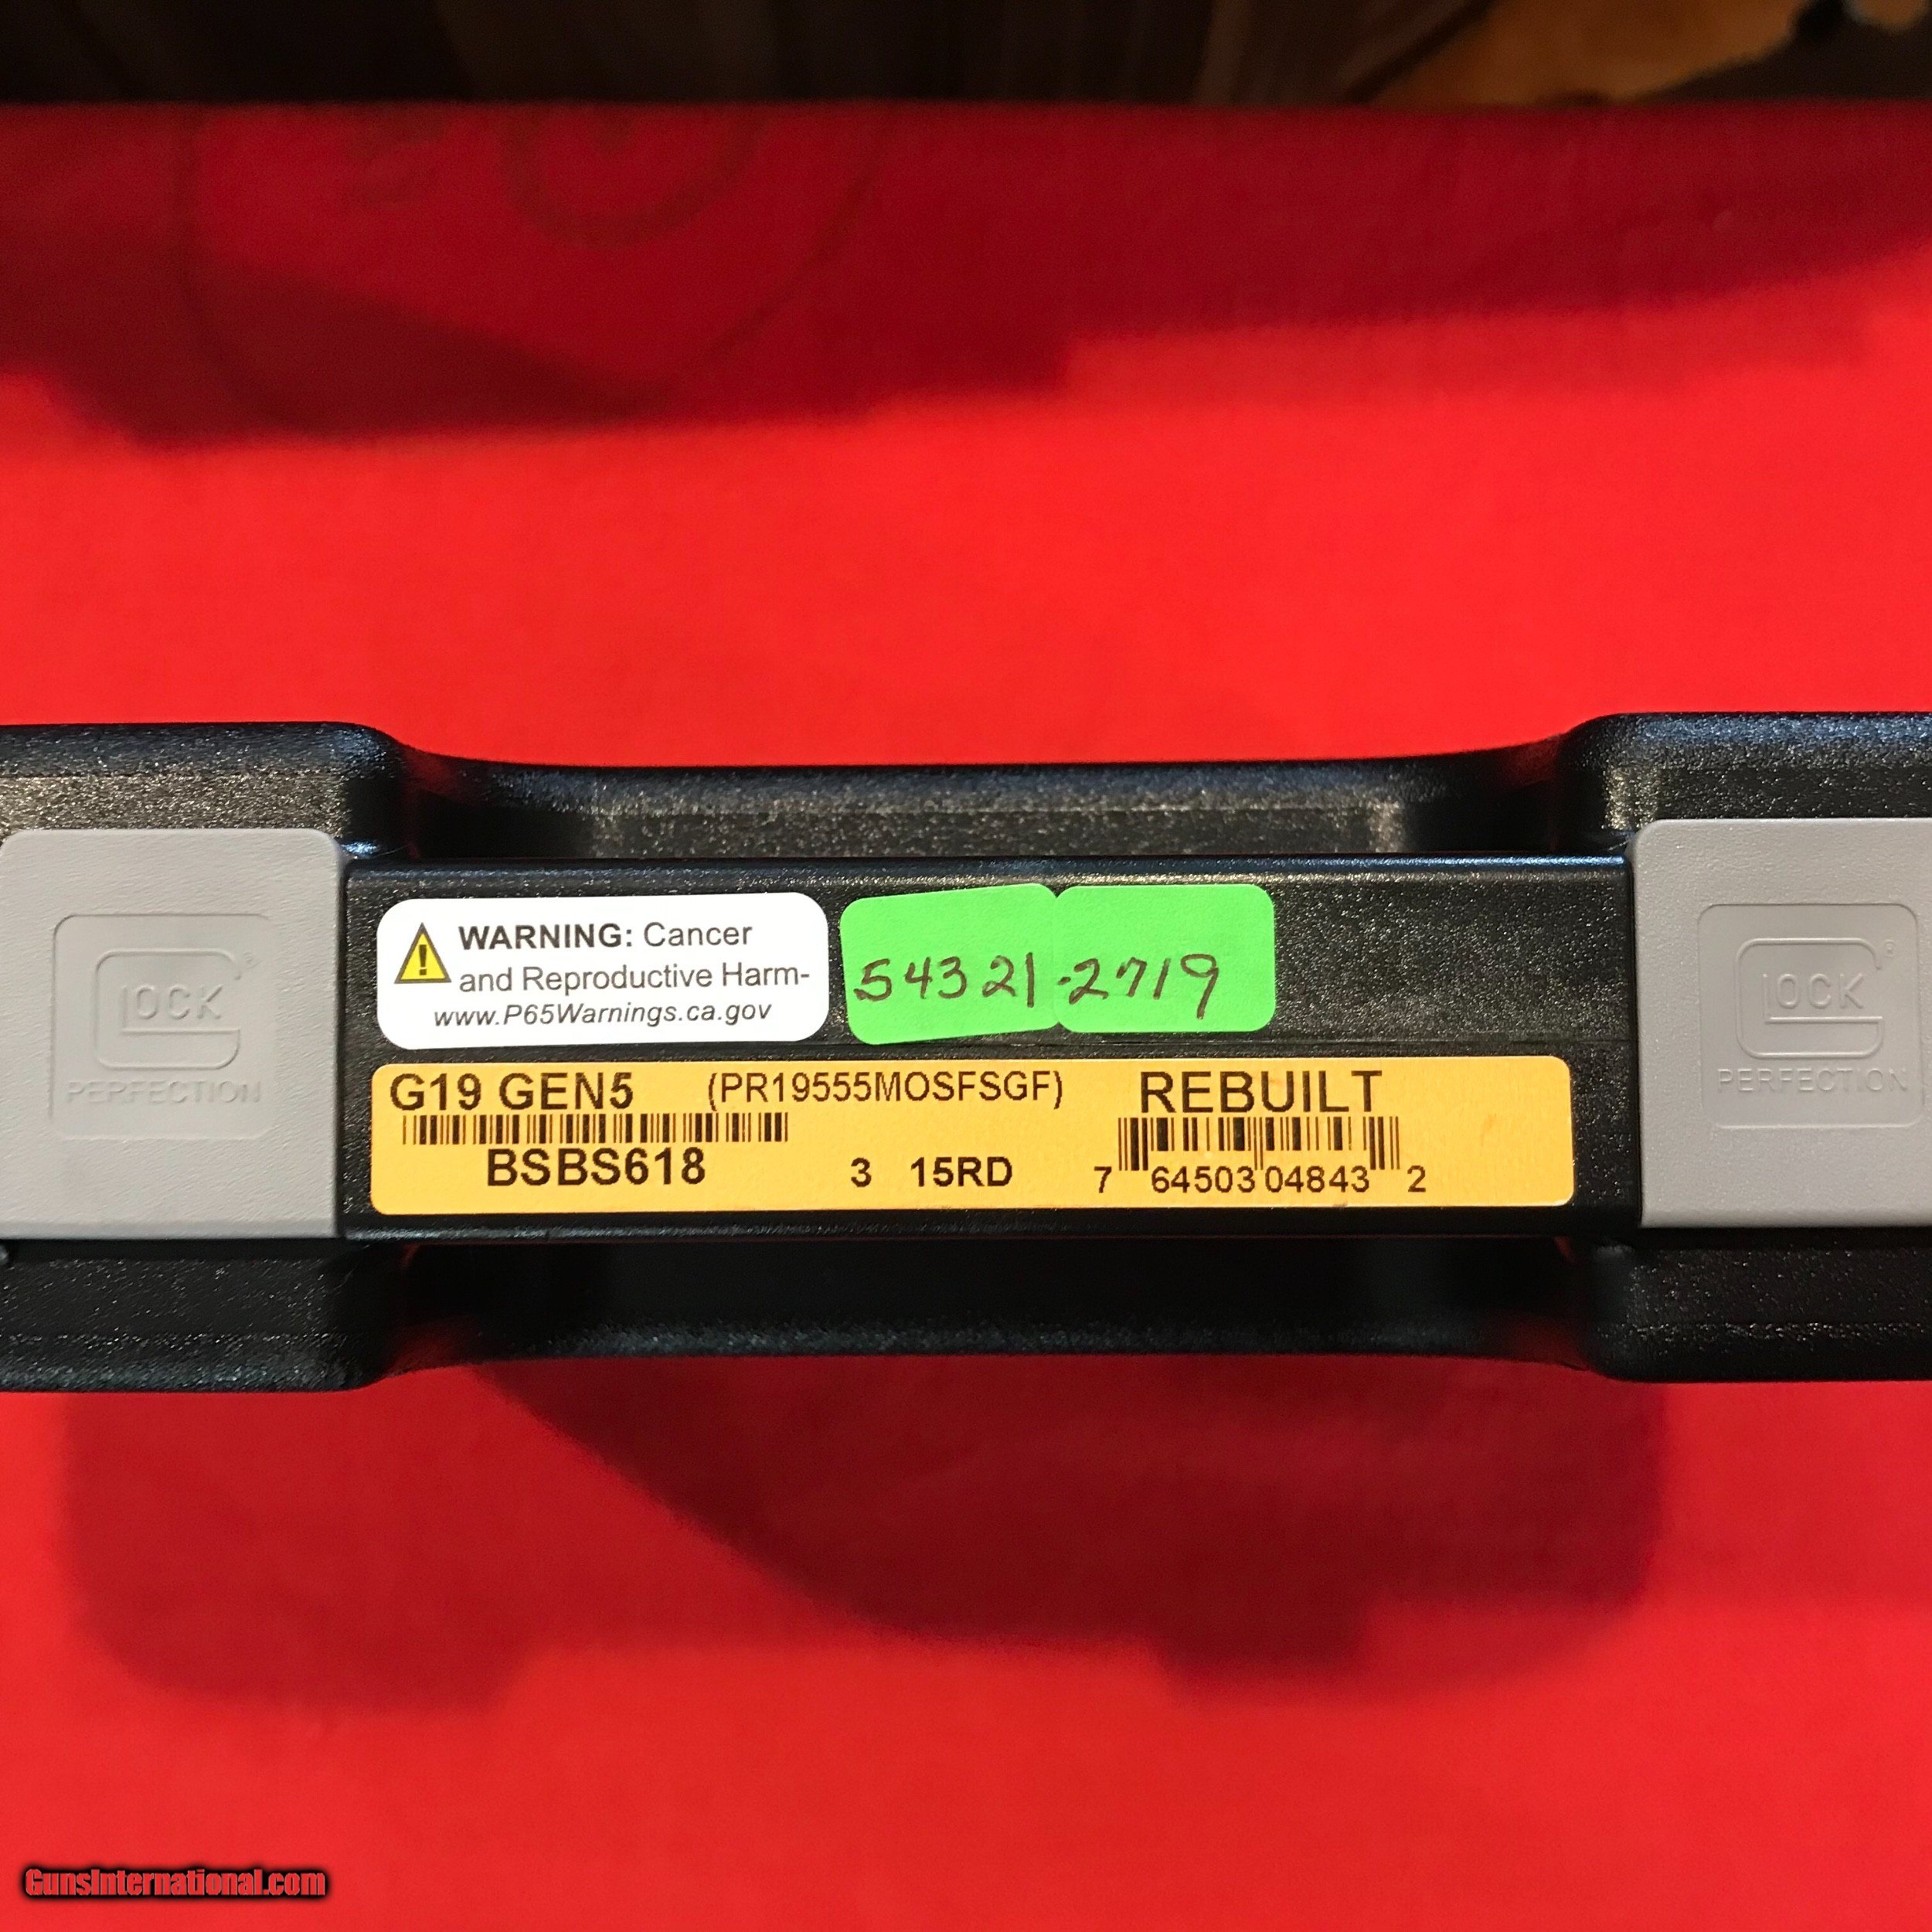 WARNING: Cancer
and Reproductive Harm-
www.P65Warnings.ca.gov
54321-2719
GLOCK
PERFECTION
GLOCK
PERFECTION
G19 GEN5 (PR19555MOSFSGF) REBUILT
BSBS618 3 15RD 7 64503 04843 2
GunsInternational.com